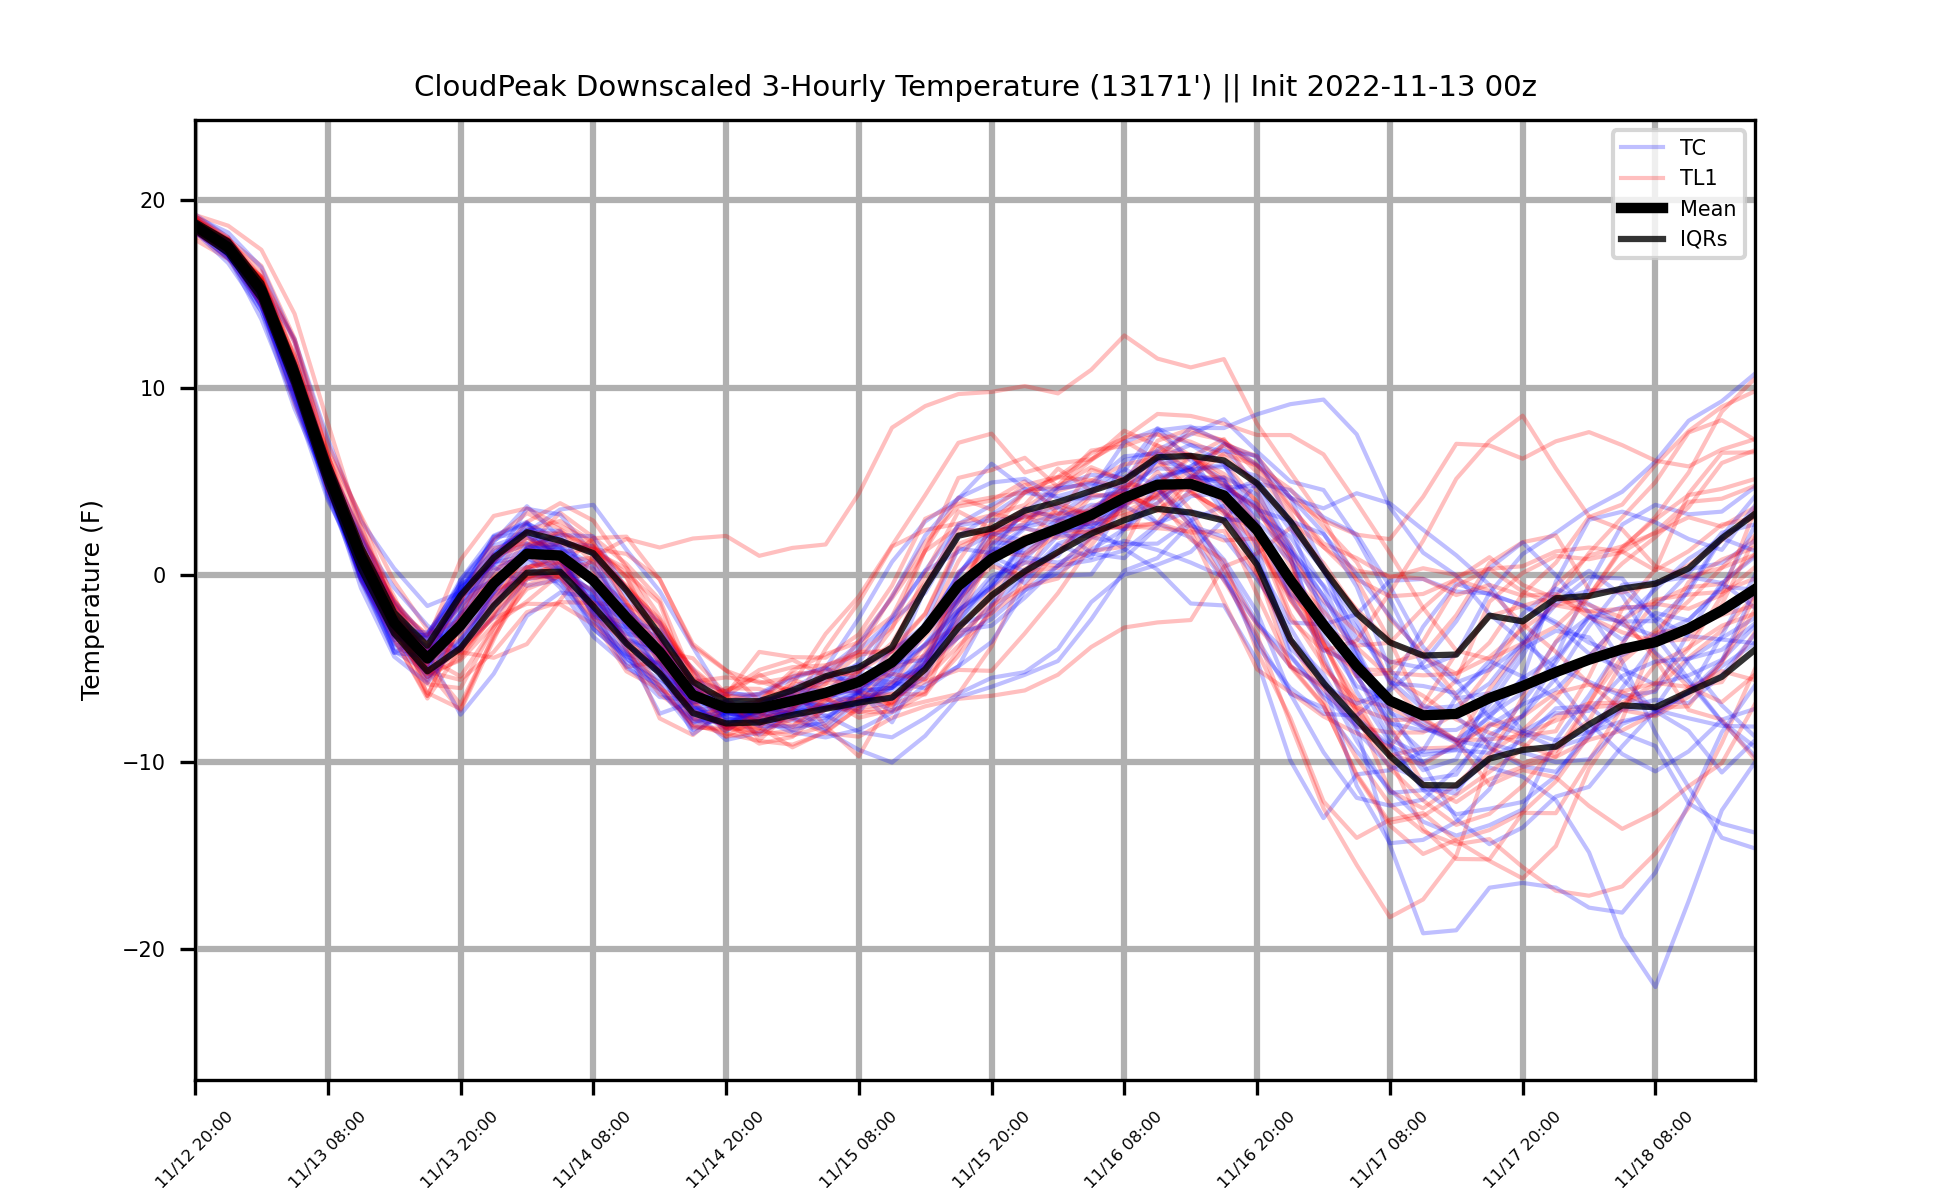 CloudPeak Downscaled 3-Hourly Temperature (13171') || Init 2022-11-13 00z
TC
TL1
Mean
IQRs
Temperature (F)
20
10
0
−10
−20
11/12 20:00
11/13 08:00
11/13 20:00
11/14 08:00
11/14 20:00
11/15 08:00
11/15 20:00
11/16 08:00
11/16 20:00
11/17 08:00
11/17 20:00
11/18 08:00